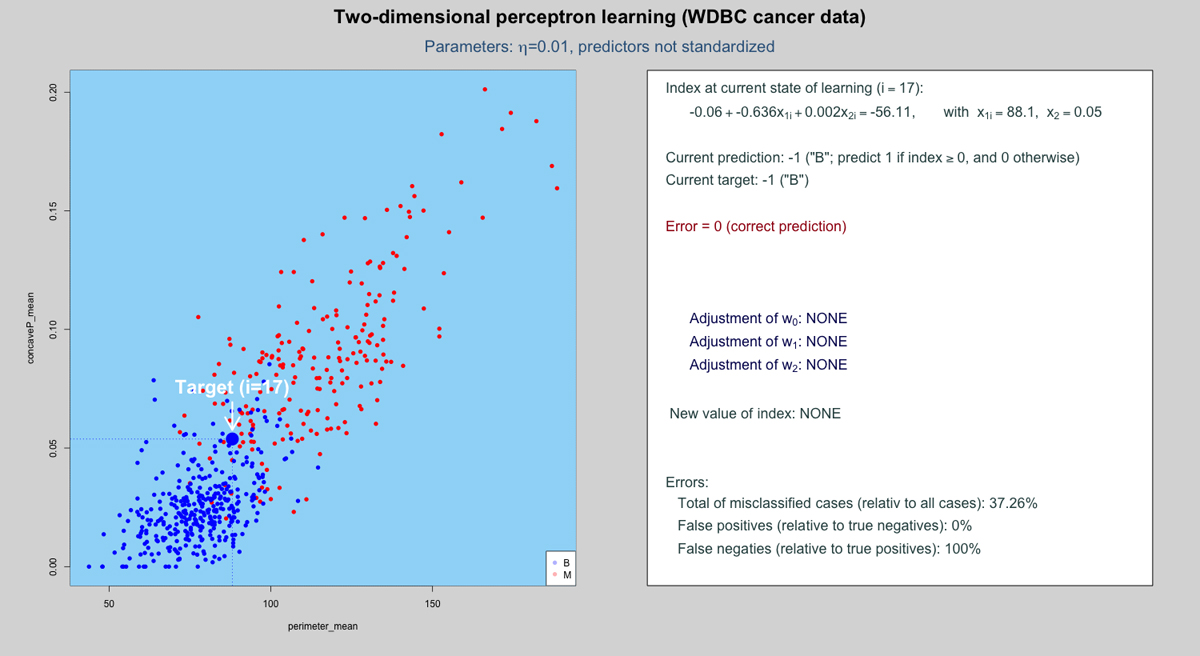 Two-dimensional perceptron learning (WDBC cancer data)
Parameters: η=0.01, predictors not standardized
0.20
0.15
0.10
0.05
0.00
concaveP_mean
Target (i=17)
B
M
50 100 150
perimeter_mean
Index at current state of learning (i = 17):
-0.06 + -0.636x1i + 0.002x2i = -56.11, with x1i = 88.1, x2 = 0.05
Current prediction: -1 ("B"; predict 1 if index ≥ 0, and 0 otherwise)
Current target: -1 ("B")
Error = 0 (correct prediction)
Adjustment of w0: NONE
Adjustment of w1: NONE
Adjustment of w2: NONE
New value of index: NONE
Errors:
Total of misclassified cases (relativ to all cases): 37.26%
False positives (relative to true negatives): 0%
False negaties (relative to true positives): 100%